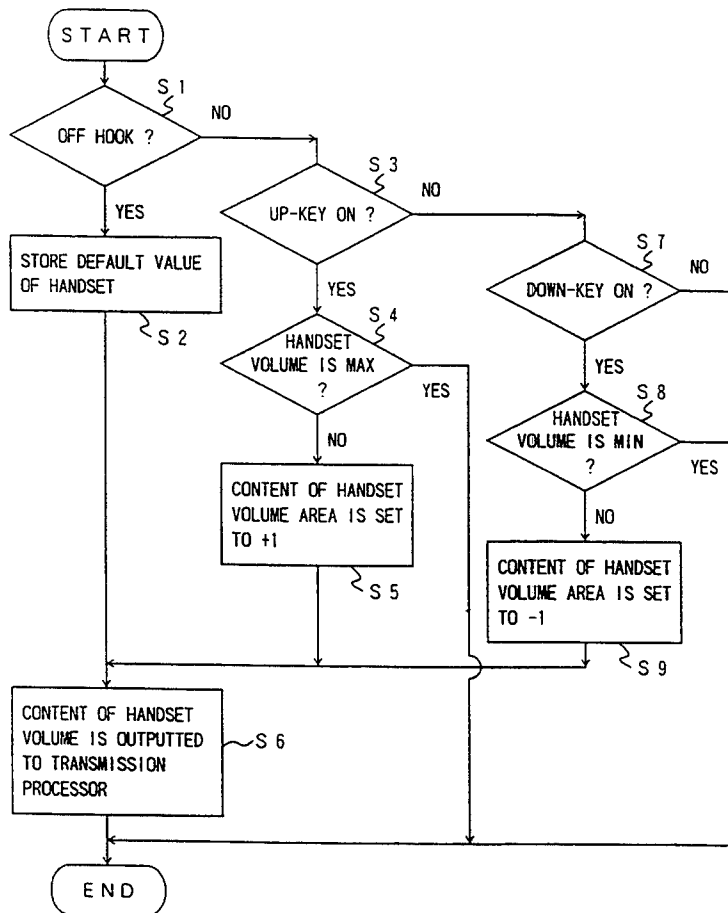 START
S1
OFF HOOK ?
NO
YES
STORE DEFAULT VALUE
OF HANDSET
S2
S3
UP-KEY ON ?
NO
YES
S4
HANDSET
VOLUME IS MAX
?
YES
NO
CONTENT OF HANDSET
VOLUME AREA IS SET
TO +1
S5
S7
DOWN-KEY ON ?
NO
YES
S8
HANDSET
VOLUME IS MIN
?
YES
NO
CONTENT OF HANDSET
VOLUME AREA IS SET
TO -1
S9
CONTENT OF HANDSET
VOLUME IS OUTPUTTED
TO TRANSMISSION
PROCESSOR
S6
END